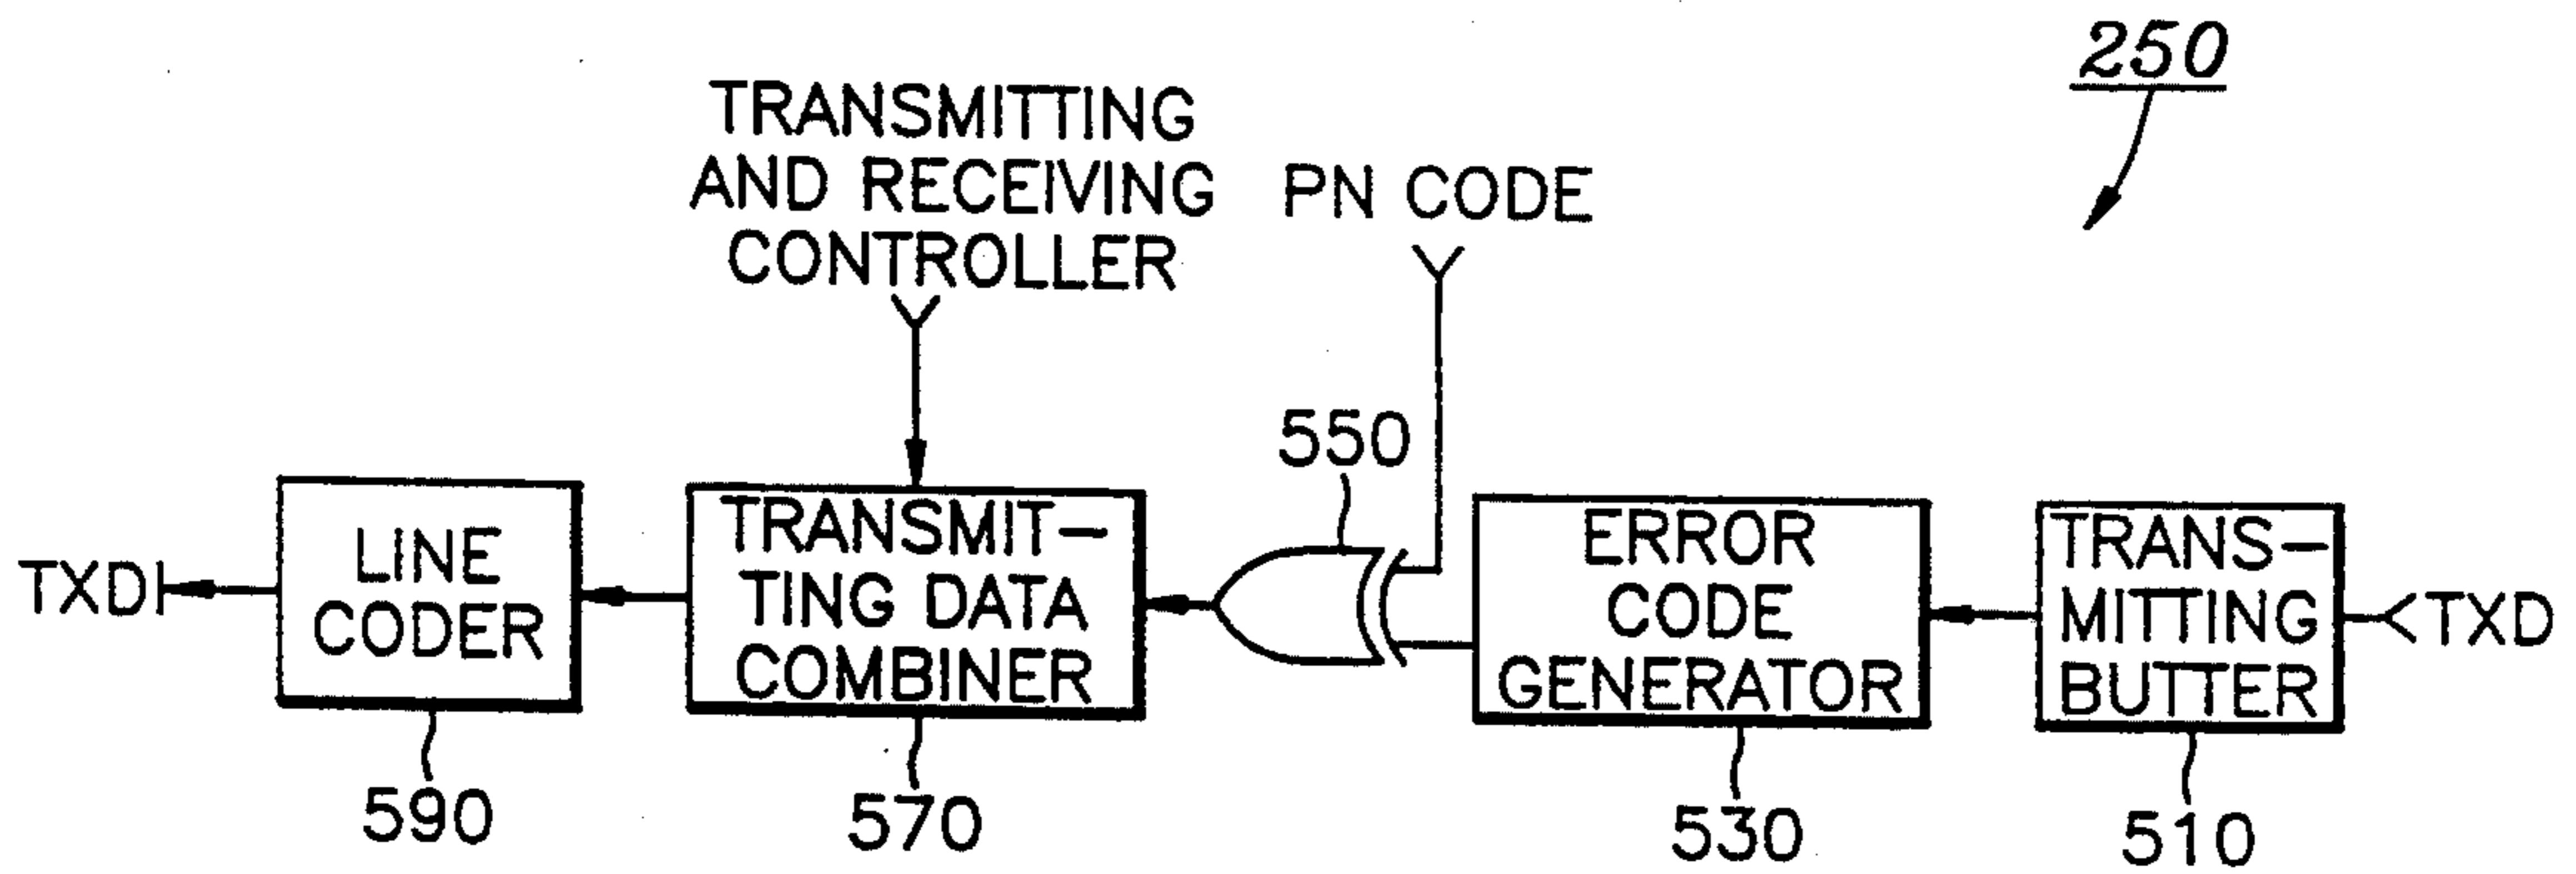 250
TRANSMITTING
AND RECEIVING
CONTROLLER
PN CODE
550
TXD
LINE
CODER
TRANSMIT-
TING DATA
COMBINER
ERROR
CODE
GENERATOR
TRANS-
MITTING
BUTTER
TXD
590
570
530
510